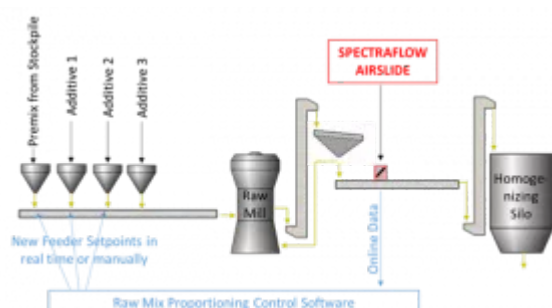 Premix from Stockpile
Additive 1
Additive 2
Additive 3
SPECTRAFLOW
AIRSLIDE
Raw
Mill
Homoge-
nizing
Silo
New Feeder Setpoints in
real time or manually
Online Data
Raw Mix Proportioning Control Software